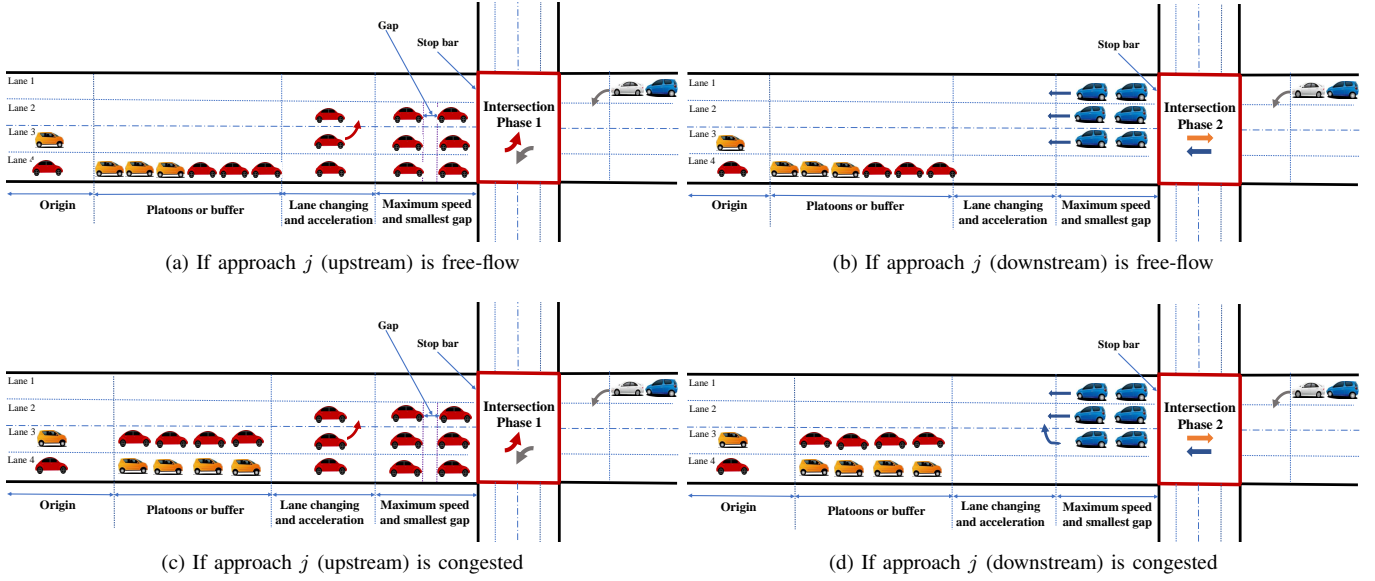 Gap
Stop bar
Lane 1
Lane 2
Lane 3
Lane 4
Intersection
Phase 1
Origin
Platoons or buffer
Lane changing
and acceleration
Maximum speed
and smallest gap
(a) If approach j (upstream) is free-flow
Stop bar
Lane 1
Lane 2
Lane 3
Lane 4
Intersection
Phase 2
Origin
Platoons or buffer
Lane changing
and acceleration
Maximum speed
and smallest gap
(b) If approach j (downstream) is free-flow
Gap
Stop bar
Lane 1
Lane 2
Lane 3
Lane 4
Intersection
Phase 1
Origin
Platoons or buffer
Lane changing
and acceleration
Maximum speed
and smallest gap
(c) If approach j (upstream) is congested
Stop bar
Lane 1
Lane 2
Lane 3
Lane 4
Intersection
Phase 2
Origin
Platoons or buffer
Lane changing
and acceleration
Maximum speed
and smallest gap
(d) If approach j (downstream) is congested